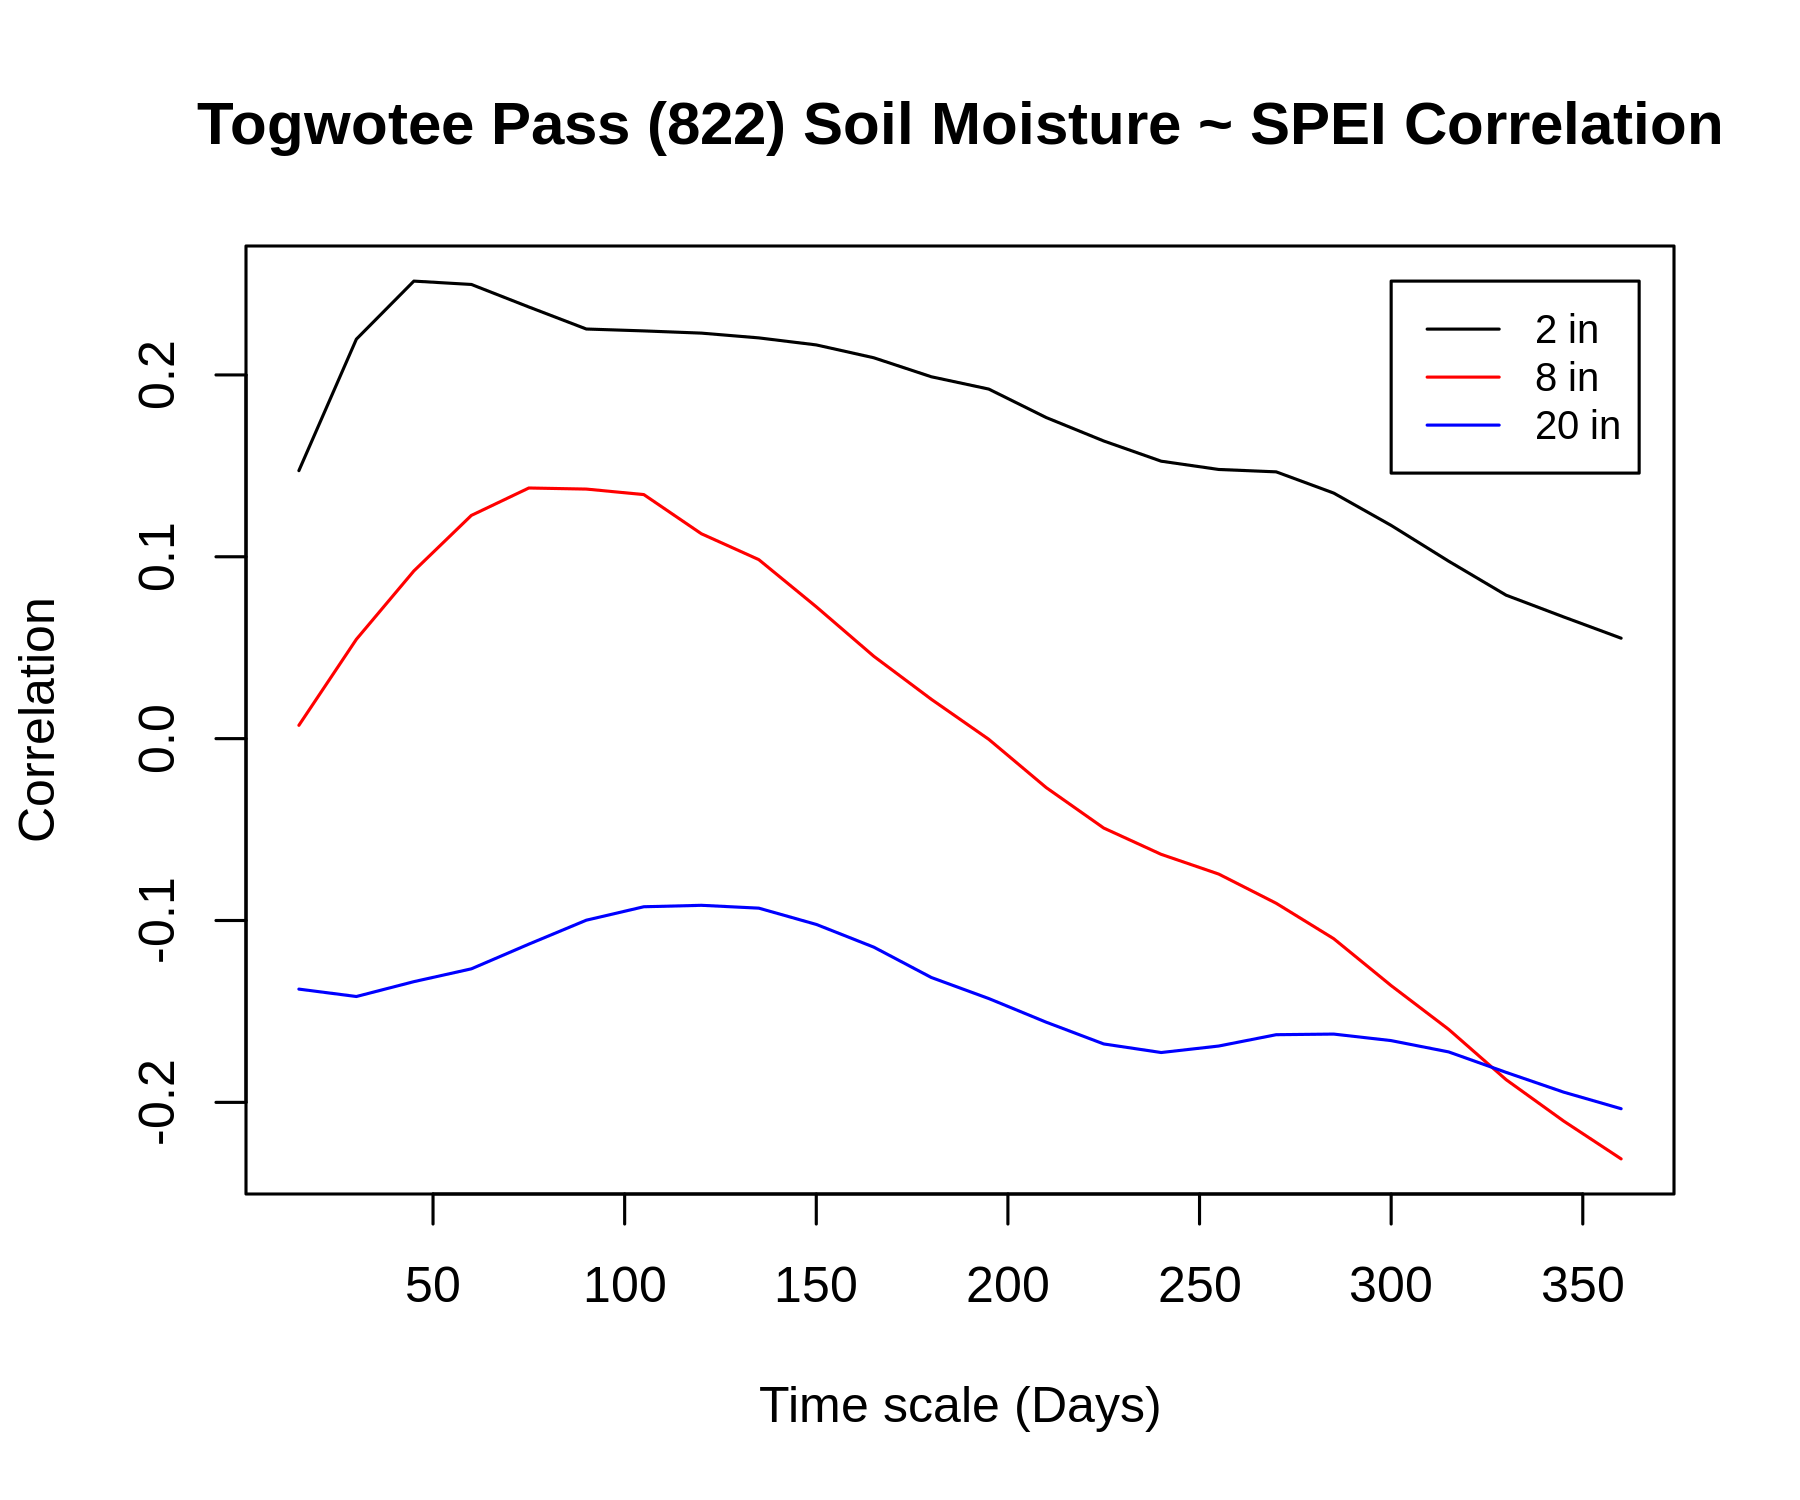 Togwotee Pass (822) Soil Moisture ~ SPEI Correlation
2 in
8 in
20 in
Correlation
0.2
0.1
0.0
-0.1
-0.2
50 100 150 200 250 300 350
Time scale (Days)